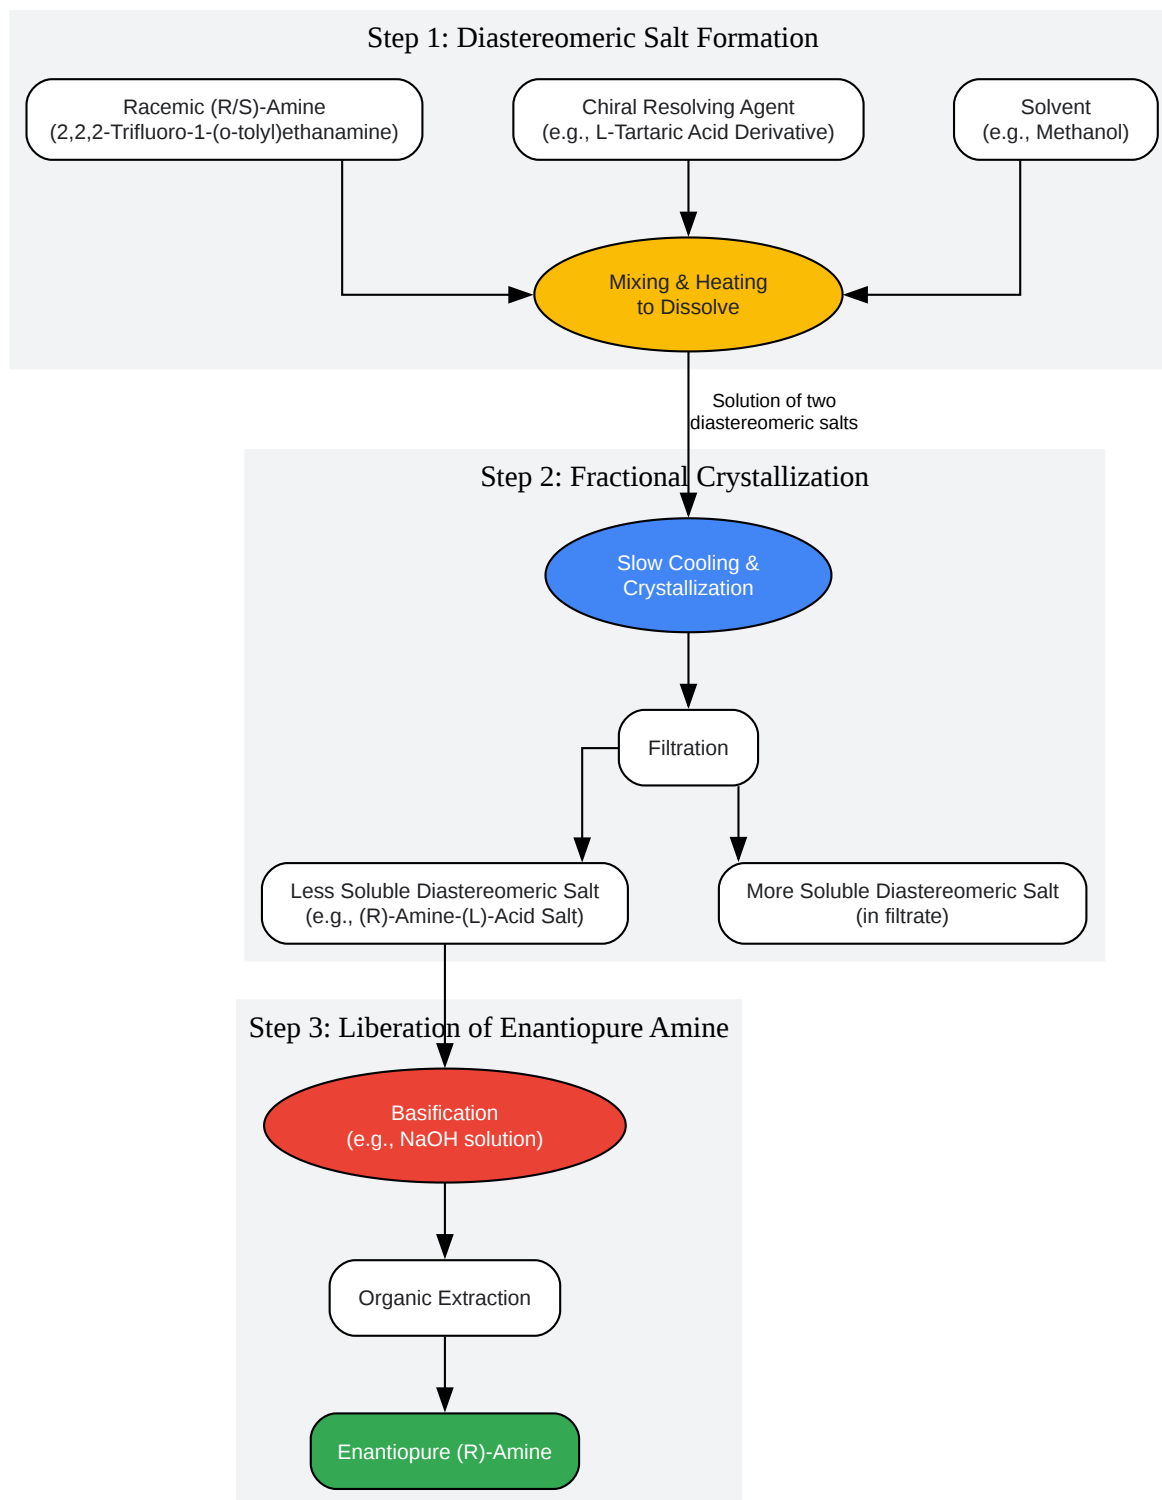 Step 1: Diastereomeric Salt Formation
Racemic (R/S)-Amine
(2,2,2-Trifluoro-1-(o-tolyl)ethanamine)
Chiral Resolving Agent
(e.g., L-Tartaric Acid Derivative)
Solvent
(e.g., Methanol)
Mixing & Heating
to Dissolve
Solution of two
diastereomeric salts
Step 2: Fractional Crystallization
Slow Cooling &
Crystallization
Filtration
Less Soluble Diastereomeric Salt
(e.g., (R)-Amine-(L)-Acid Salt)
More Soluble Diastereomeric Salt
(in filtrate)
Step 3: Liberation of Enantiopure Amine
Basification
(e.g., NaOH solution)
Organic Extraction
Enantiopure (R)-Amine